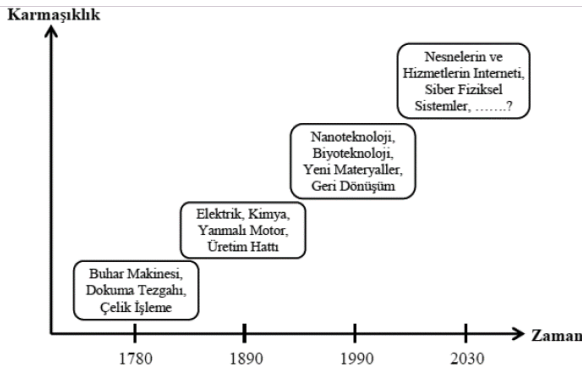 Karmaşıklık
Nesnelerin ve
Hizmetlerin Interneti,
Siber Fiziksel
Sistemler, …….?
Nanoteknoloji,
Biyoteknoloji,
Yeni Materyaller,
Geri Dönüşüm
Elektrik, Kimya,
Yanmalı Motor,
Üretim Hattı
Buhar Makinesi,
Dokuma Tezgahı,
Çelik İşleme
Zaman
1780 1890 1990 2030